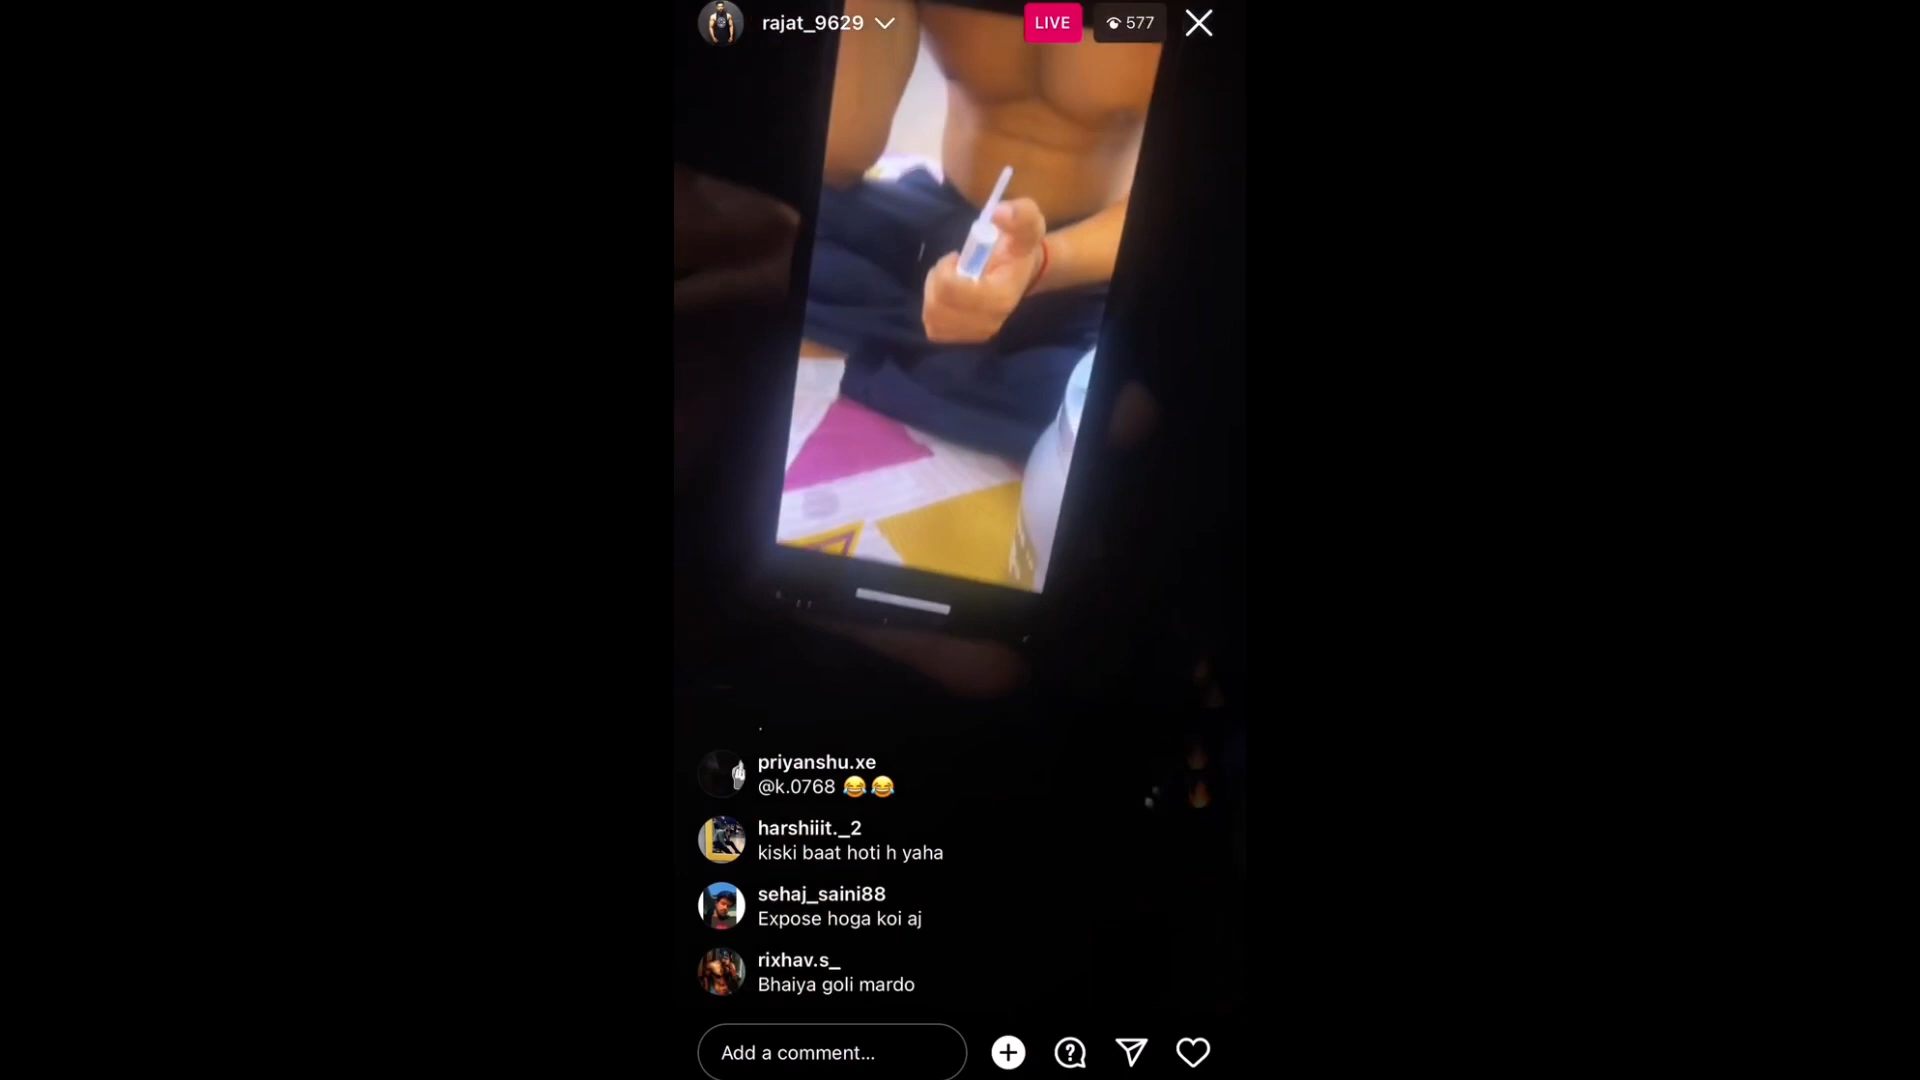 rajat_9629
LIVE
577
.
priyanshu.xe
@k.0768 😂😂
harshiiit._2
kiski baat hoti h yaha
sehaj_saini88
Expose hoga koi aj
rixhav.s_
Bhaiya goli mardo
Add a comment...